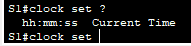 S1#clock set ?
  hh:mm:ss  Current Time
S1#clock set